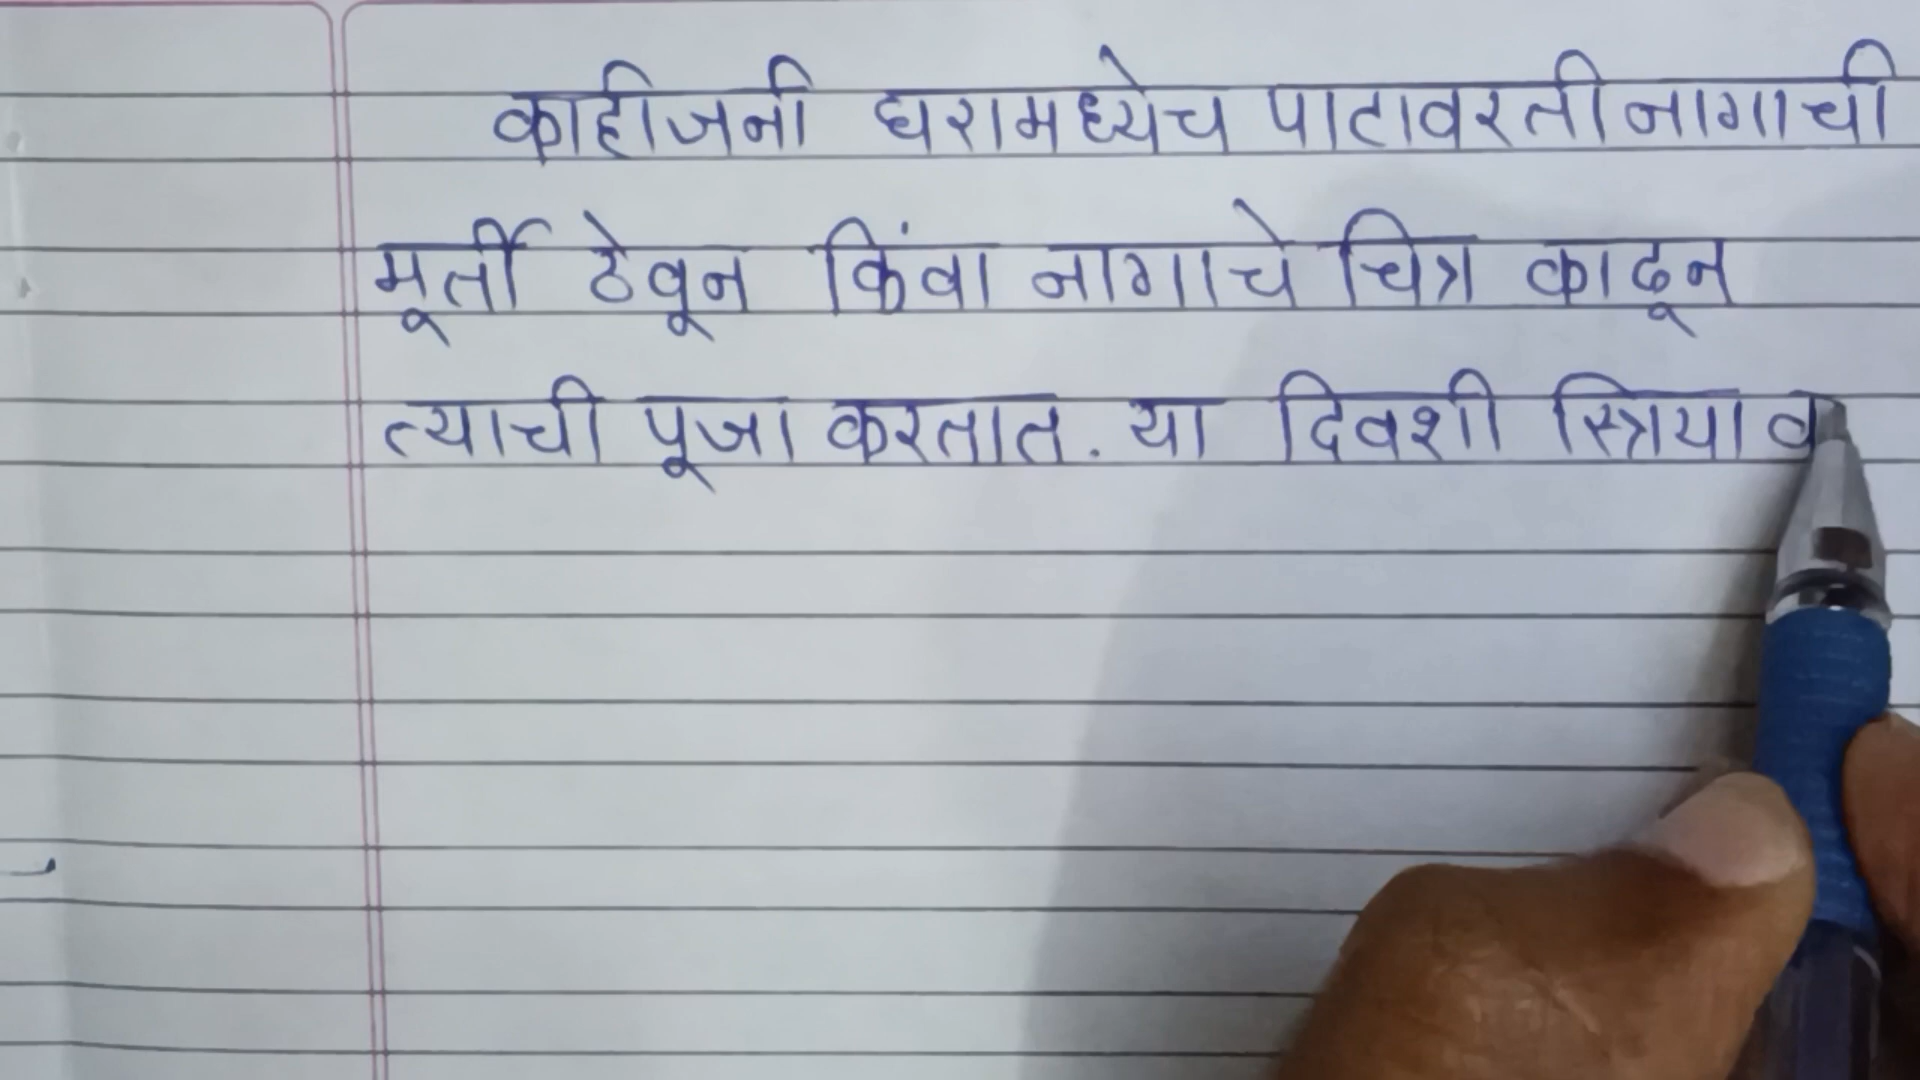 काहीजनी घरामध्येच पाटावरती नागाची
मूर्ती ठेवून किंवा नागाचे चित्र काढून
त्याची पूजा करतात. या दिवशी स्त्रिया व